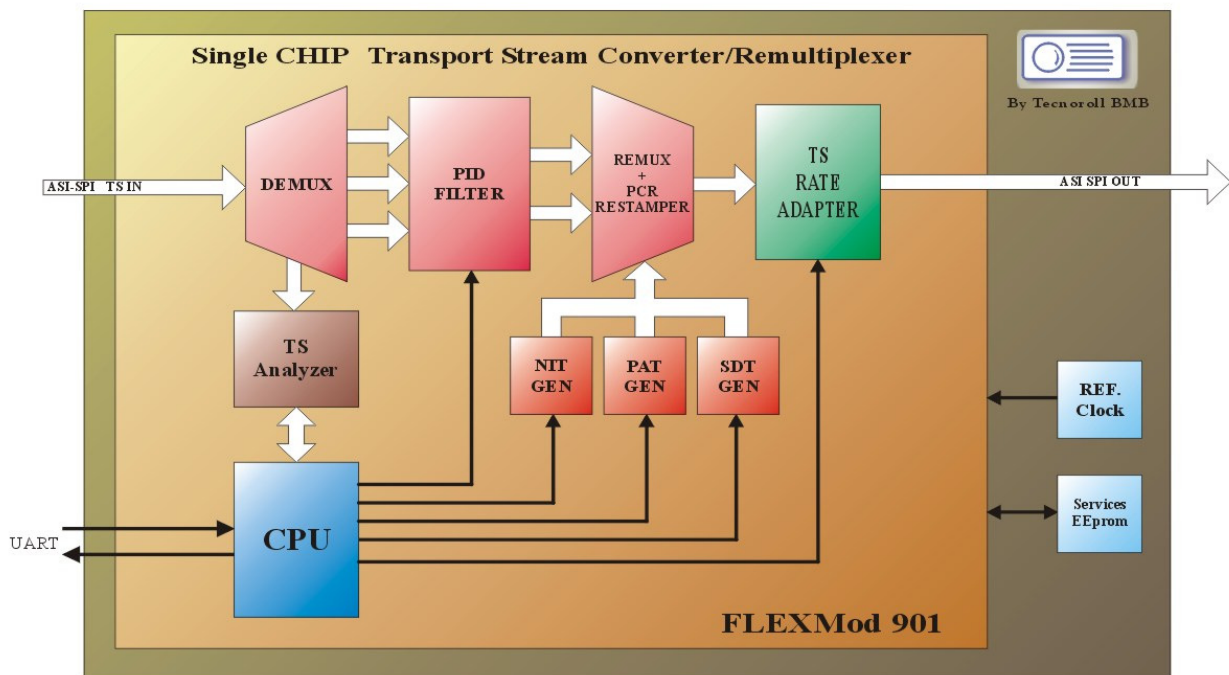 Single CHIP Transport Stream Converter/Remultiplexer
By Tecnoroll BMB
ASI-SPI TS IN
DEMUX
PID
FILTER
REMUX
+
PCR
RESTAMPER
TS
RATE
ADAPTER
ASI SPI OUT
TS
Analyzer
NIT
GEN
PAT
GEN
SDT
GEN
REF.
Clock
CPU
UART
Services
EEprom
FLEXMod 901